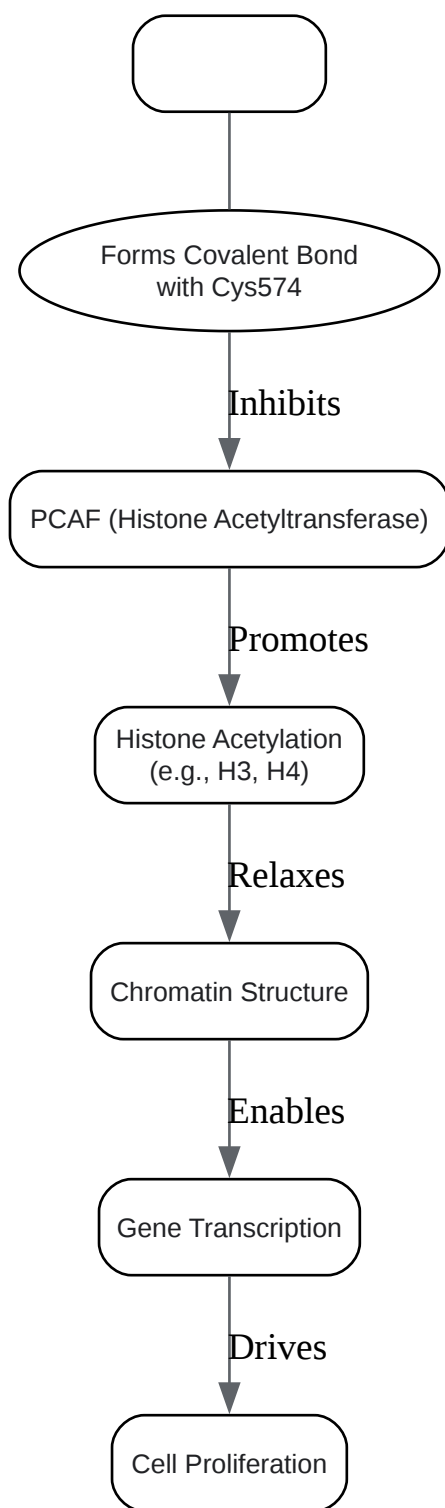 Forms Covalent Bond
with Cys574
Inhibits
PCAF (Histone Acetyltransferase)
Promotes
Histone Acetylation
(e.g., H3, H4)
Relaxes
Chromatin Structure
Enables
Gene Transcription
Drives
Cell Proliferation